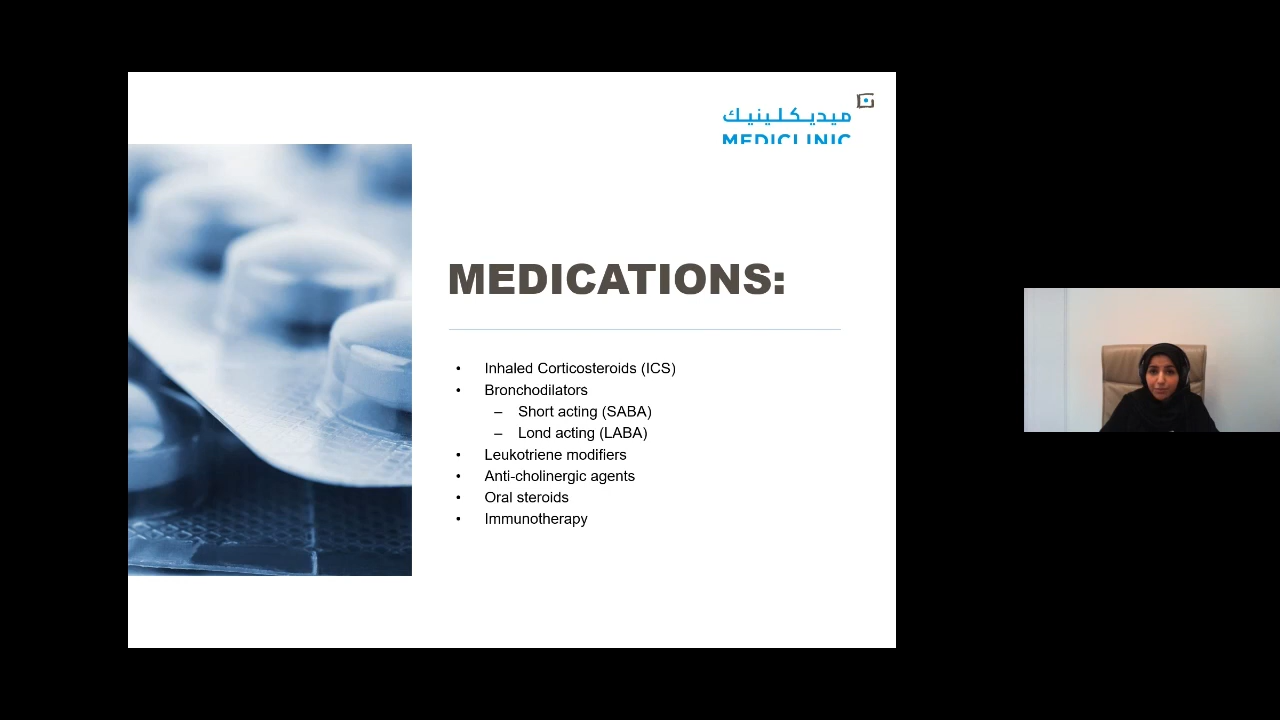 ميديكلينيك
MEDICLINIC
MEDICATIONS:
• Inhaled Corticosteroids (ICS)
• Bronchodilators
– Short acting (SABA)
– Lond acting (LABA)
• Leukotriene modifiers
• Anti-cholinergic agents
• Oral steroids
• Immunotherapy